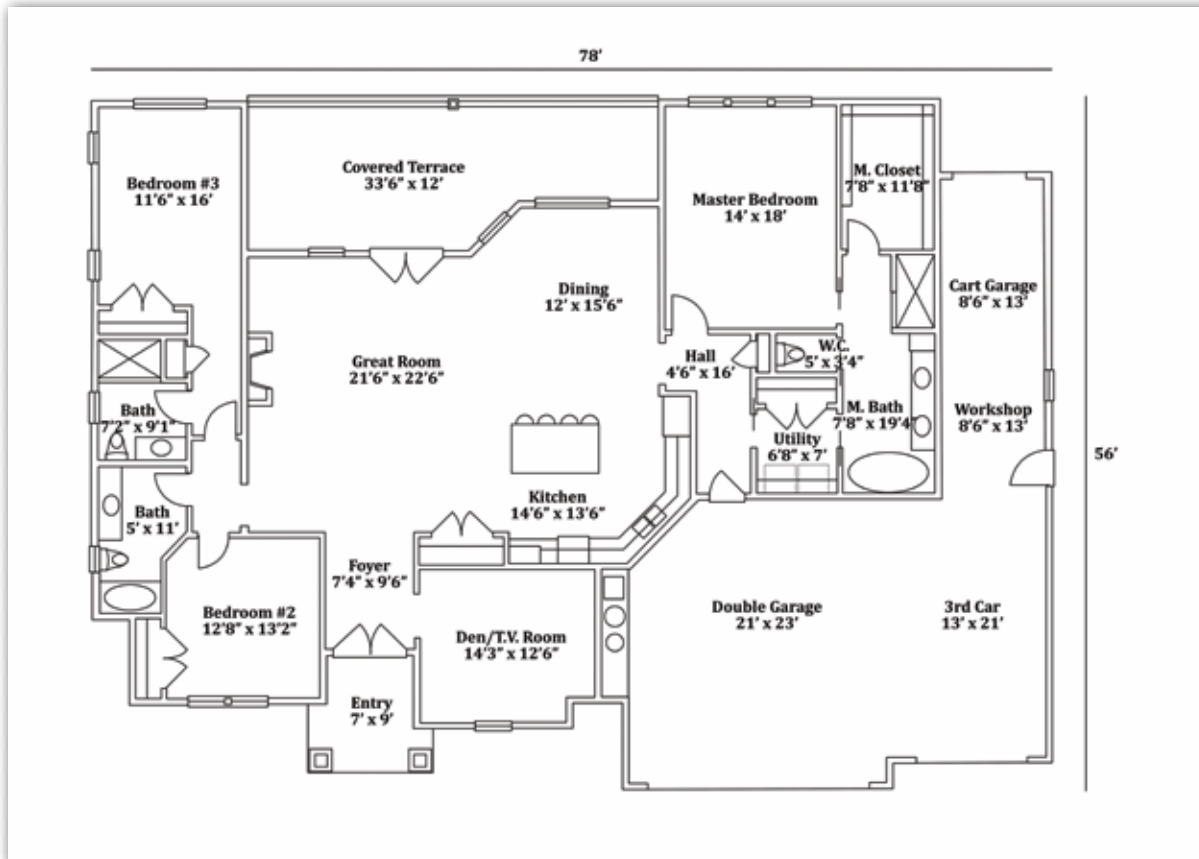 78’
Covered Terrace
33’6” x 12’
Bedroom #3
11’6” x 16’
M. Closet
7’8” x 11’8”
Master Bedroom
14’ x 18’
Dining
12’ x 15’6”
Cart Garage
8’6” x 13’
Great Room
21’6” x 22’6”
Hall
4’6” x 16’
W.C.
5’ x 3’4”
Bath
7’2” x 9’1”
M. Bath
7’8” x 19’4”
Workshop
8’6” x 13’
Utility
6’8” x 7’
56’
Kitchen
14’6” x 13’6”
Bath
5’ x 11’
Foyer
7’4” x 9’6”
Bedroom #2
12’8” x 13’2”
Double Garage
21’ x 23’
3rd Car
13’ x 21’
Den/T.V. Room
14’3” x 12’6”
Entry
7’ x 9’